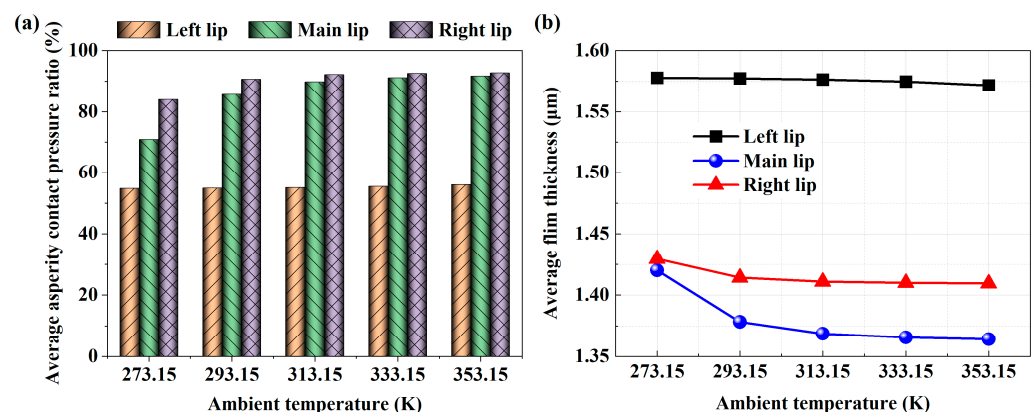 (a)
Left lip Main lip Right lip
Average asperity contact pressure ratio (%)
100
80
60
40
20
0
273.15 293.15 313.15 333.15 353.15
Ambient temperature (K)
(b)
Average flim thickness (μm)
1.60
1.55
1.50
1.45
1.40
1.35
Left lip
Main lip
Right lip
273.15 293.15 313.15 333.15 353.15
Ambient temperature (K)